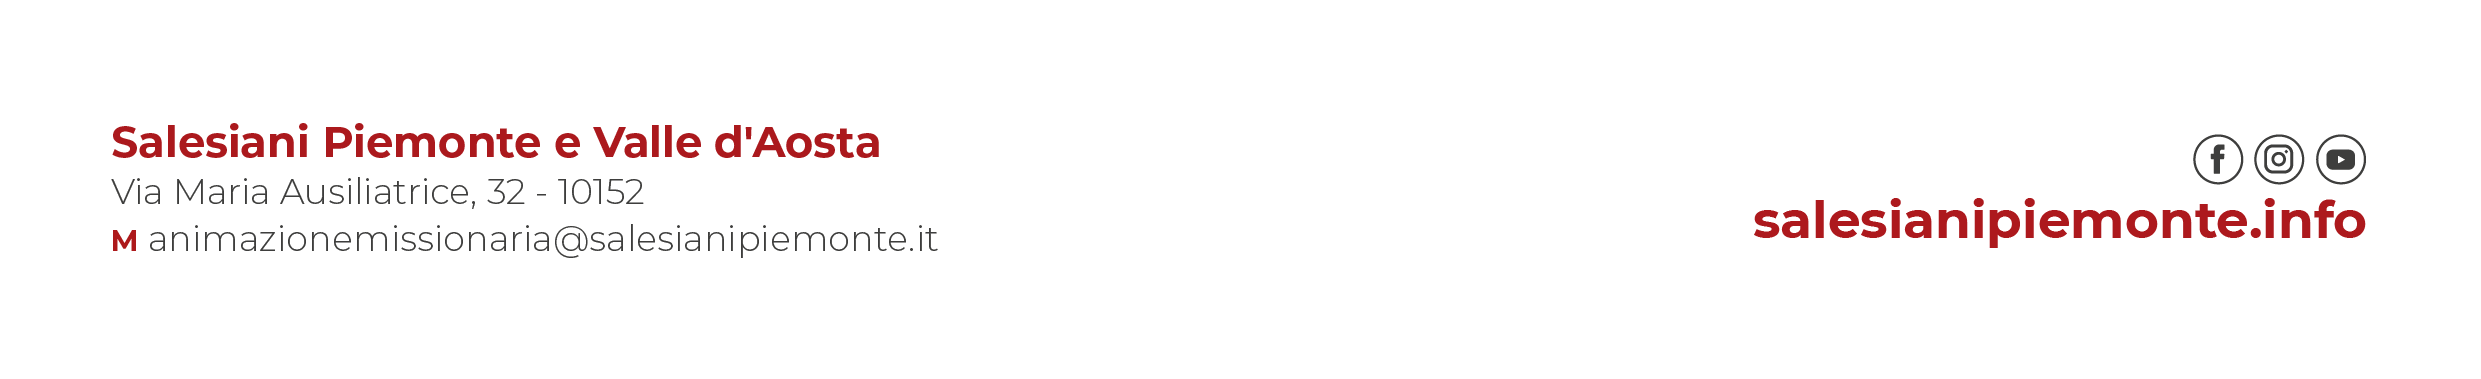 Salesiani Piemonte e Valle d'Aosta
Via Maria Ausiliatrice, 32 - 10152
M animazionemissionaria@salesianipiemonte.it
salesianipiemonte.info